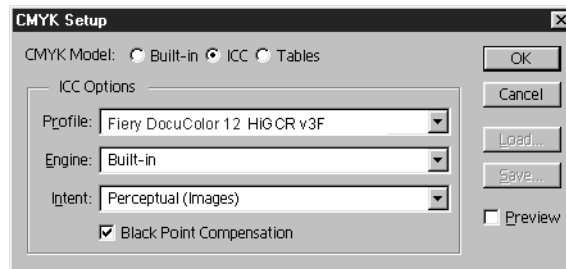 CMYK Setup
CMYK Model: Built-in ICC Tables
OK
ICC Options
Cancel
Profile: Fiery DocuColor 12 HiGCR v3F
Load...
Engine: Built-in
Save...
Intent: Perceptual (Images)
Preview
Black Point Compensation